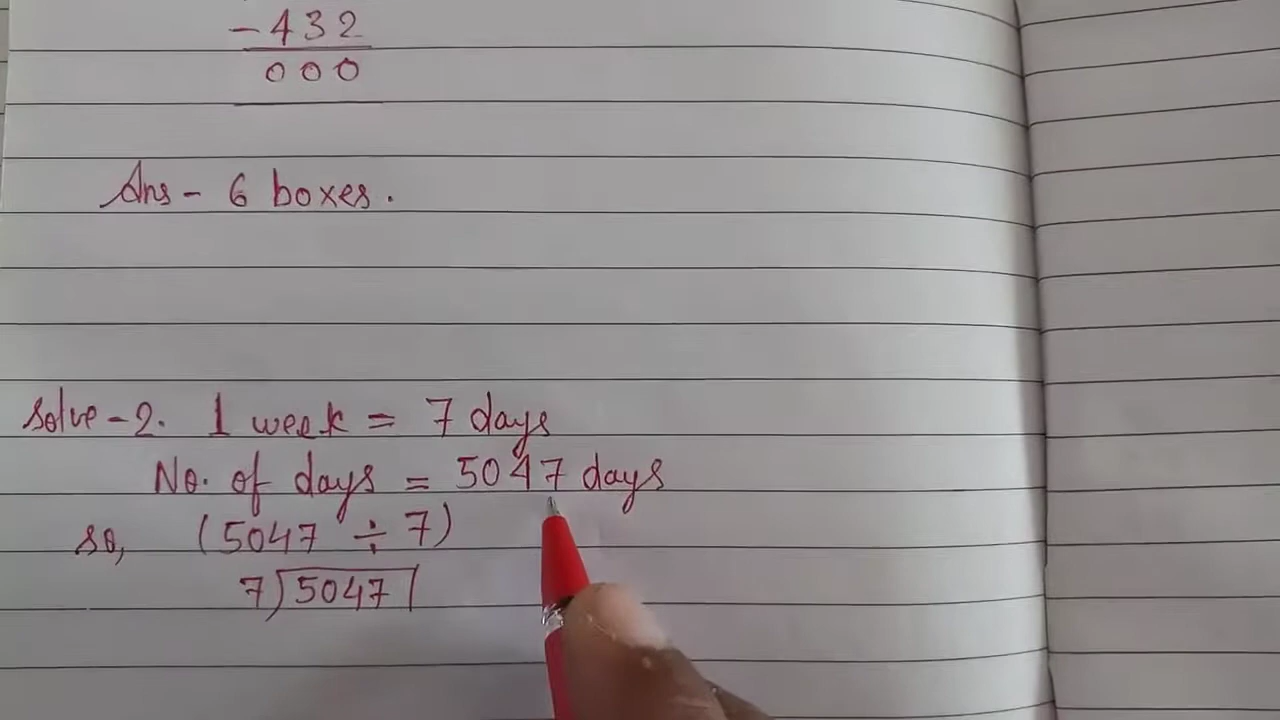 -432
000
Ans - 6 boxes.
Solve-2. 1 week = 7 days
No. of days = 5047 days
so, (5047 ÷ 7)
7)5047